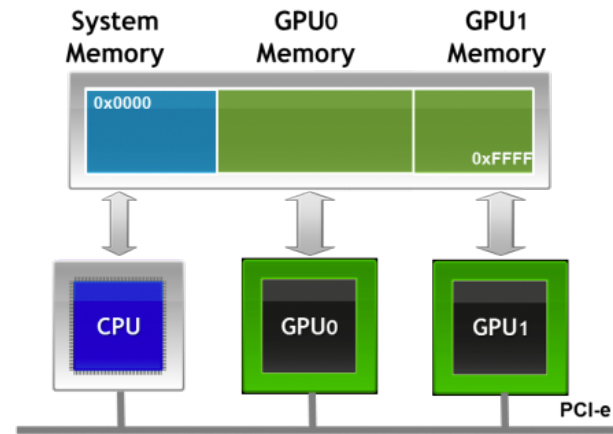 System
Memory
GPU0
Memory
GPU1
Memory
0x0000
0xFFFF
CPU
GPU0
GPU1
PCI-e